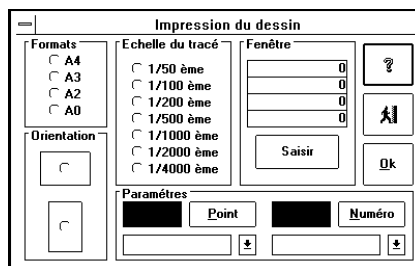 Impression du dessin
Formats
A4
A3
A2
A0
Orientation
Echelle du tracé
1/50 ème
1/100 ème
1/200 ème
1/500 ème
1/1000 ème
1/2000 ème
1/4000 ème
Fenêtre
0
0
0
0
Saisir
?
Ok
Paramétres
Point
Numéro